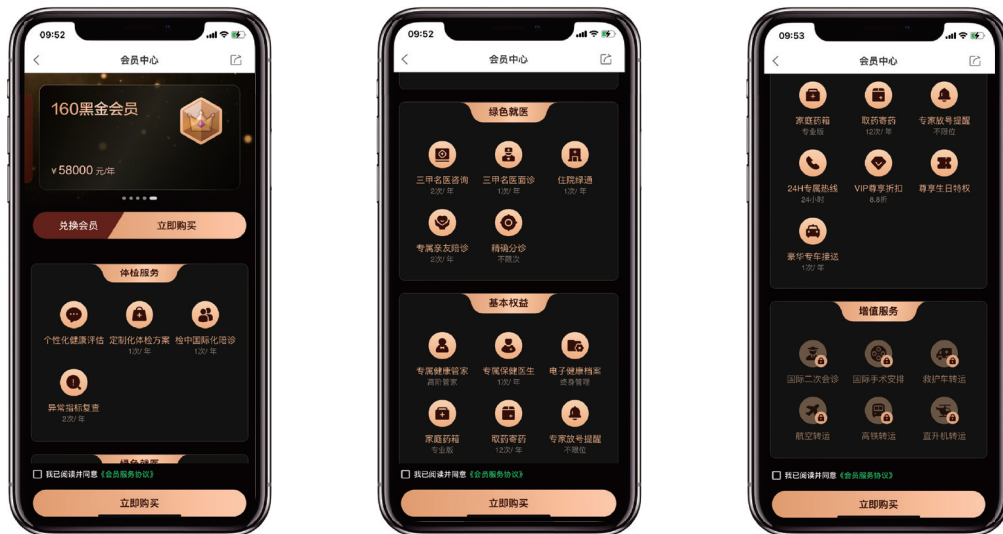 09:52
会员中心
160黑金会员
¥58000 元/年
兑换会员
立即购买
体检服务
个性化健康评估 定制化体检方案 检中国际化陪诊
1次/年 1次/年
异常指标复查
2次/年
绿色就医
我已阅读并同意《会员服务协议》
立即购买
09:52
会员中心
绿色就医
三甲名医咨询 三甲名医面诊 住院绿通
2次/年 1次/年 1次/年
专属亲友陪诊 精确分诊
2次/年 不限次
基本权益
专属健康管家 专属保健医生 电子健康档案
高阶管家 1次/年 终身管理
家庭药箱 取药寄药 专家放号提醒
专业版 12次/年 不限位
我已阅读并同意《会员服务协议》
立即购买
09:53
会员中心
家庭药箱 取药寄药 专家放号提醒
专业版 12次/年 不限位
24H专属热线 VIP尊享折扣 尊享生日特权
24小时 8.8折
豪华专车接送
1次/年
增值服务
国际二次会诊 国际手术安排 救护车转运
航空转运 高铁转运 直升机转运
我已阅读并同意《会员服务协议》
立即购买